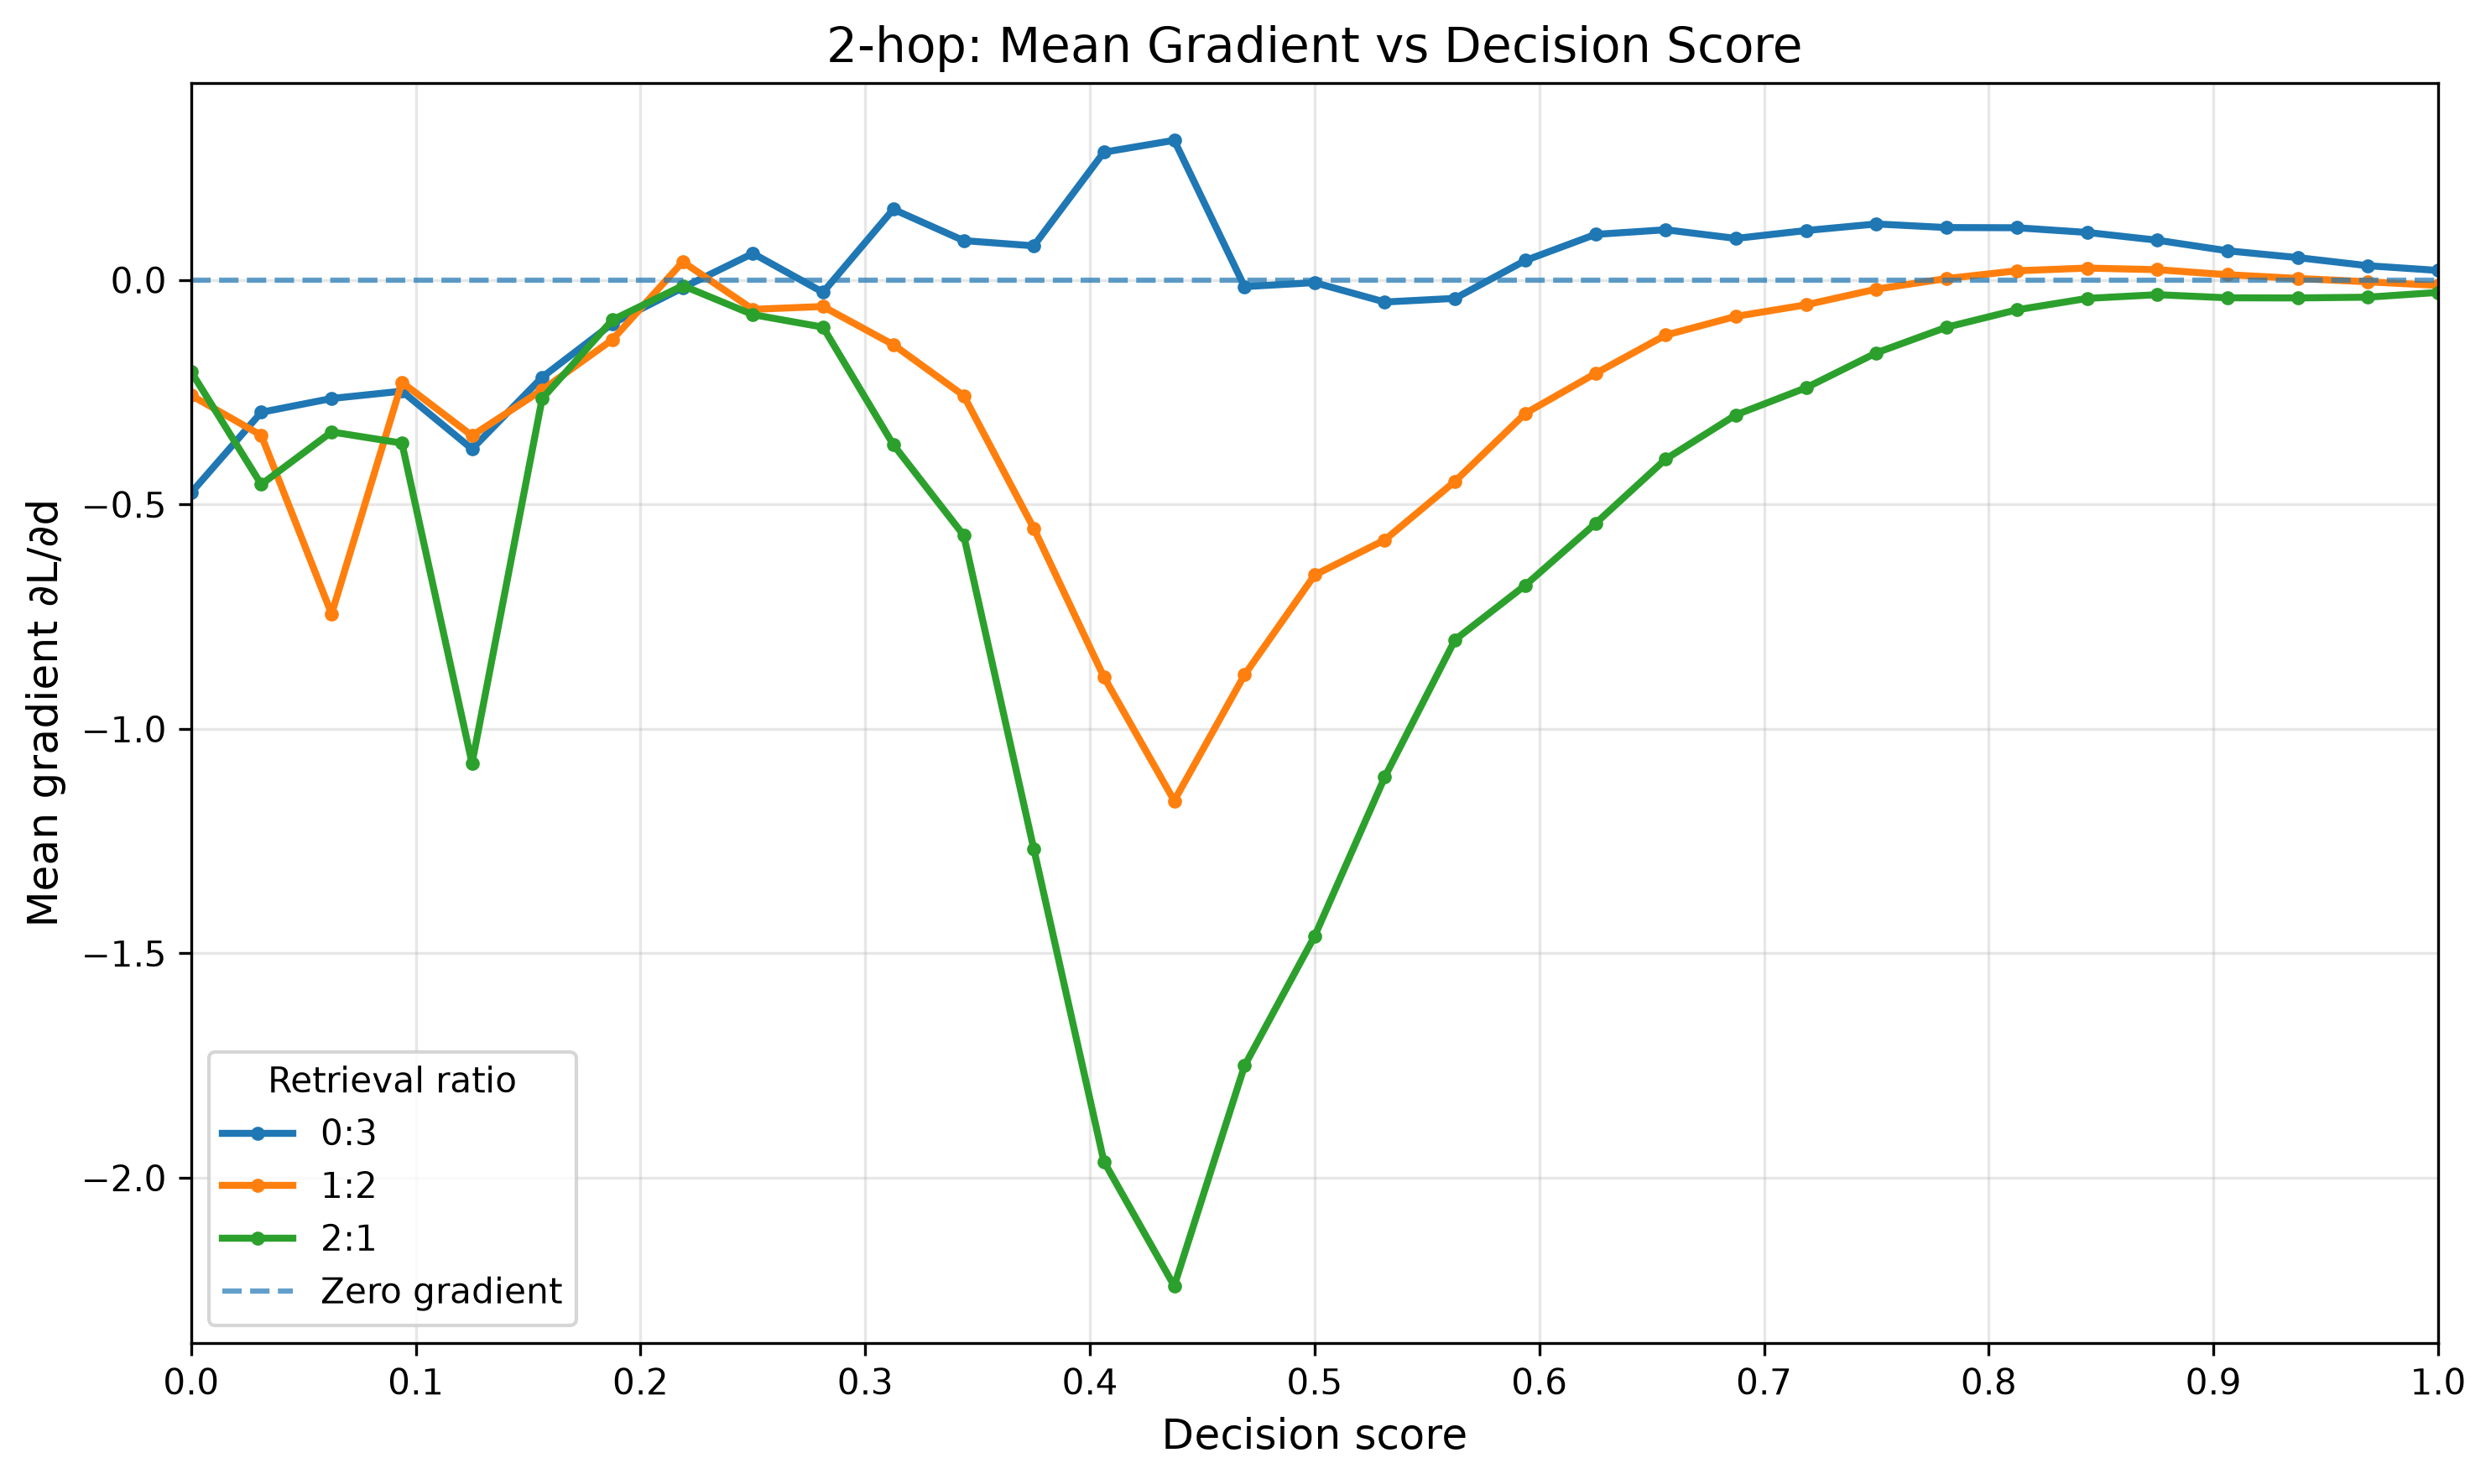 2-hop: Mean Gradient vs Decision Score
Mean gradient ∂L/∂d
0.0
−0.5
−1.0
−1.5
−2.0
Retrieval ratio
0:3
1:2
2:1
Zero gradient
0.0 0.1 0.2 0.3 0.4 0.5 0.6 0.7 0.8 0.9 1.0
Decision score